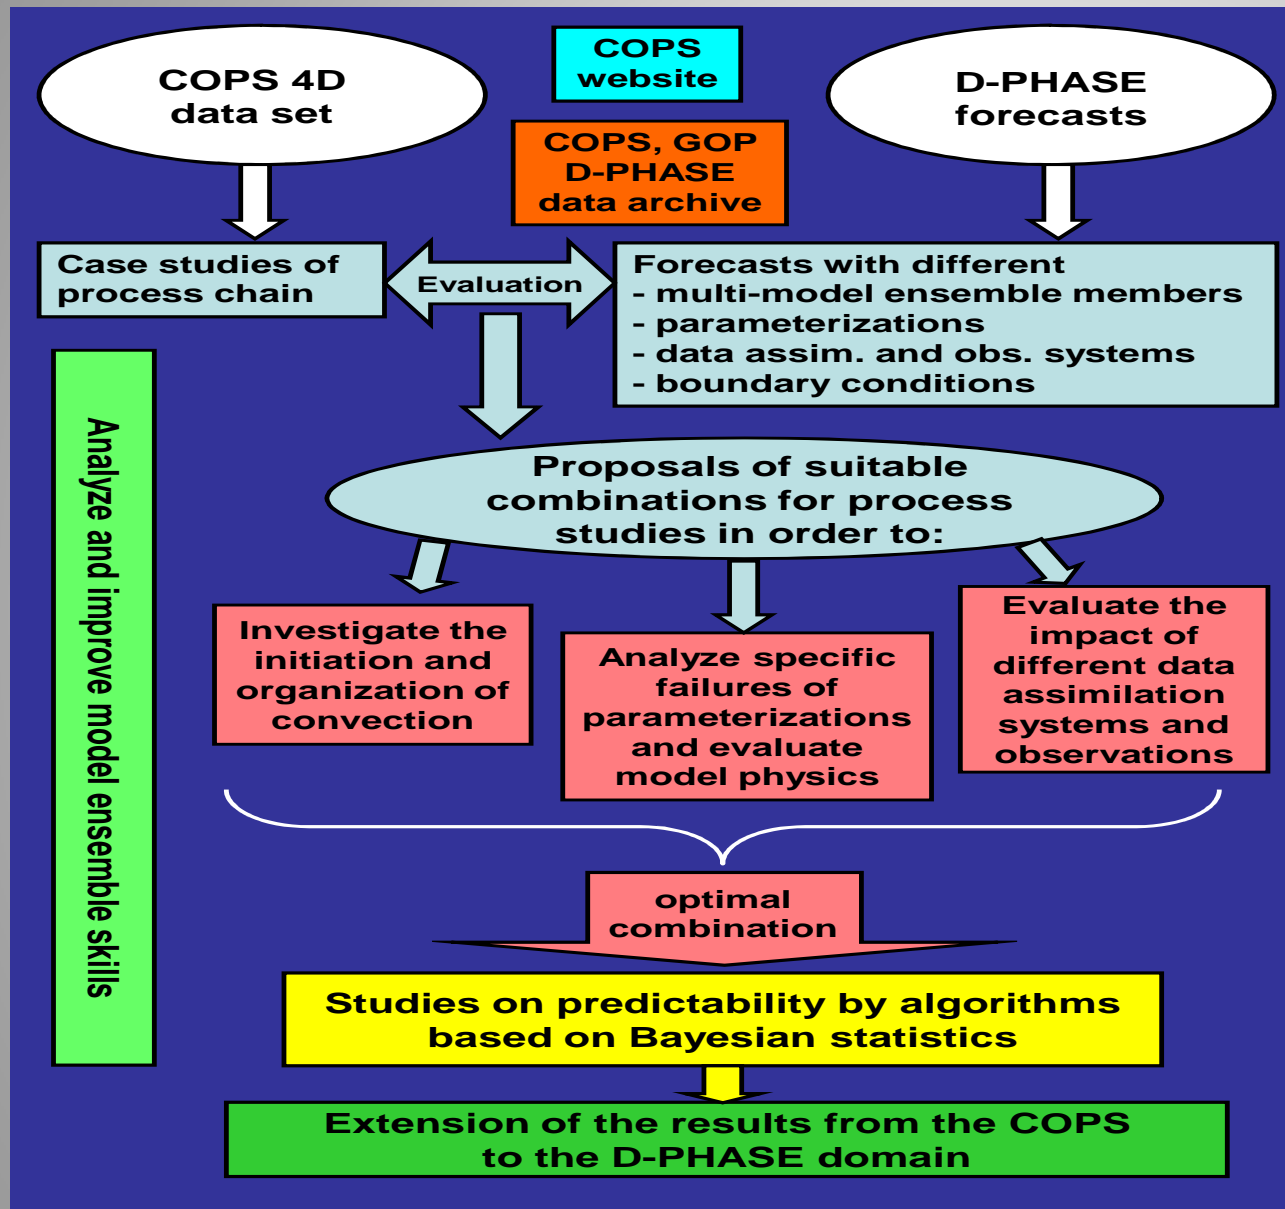 COPS 4D
data set
COPS
website
D-PHASE
forecasts
COPS, GOP
D-PHASE
data archive
Case studies of
process chain
Evaluation
Forecasts with different
- multi-model ensemble members
- parameterizations
- data assim. and obs. systems
- boundary conditions
Analyze and improve model ensemble skills
Proposals of suitable
combinations for process
studies in order to:
Investigate the
initiation and
organization of
convection
Analyze specific
failures of
parameterizations
and evaluate
model physics
Evaluate the
impact of
different data
assimilation
systems and
observations
optimal
combination
Studies on predictability by algorithms
based on Bayesian statistics
Extension of the results from the COPS
to the D-PHASE domain